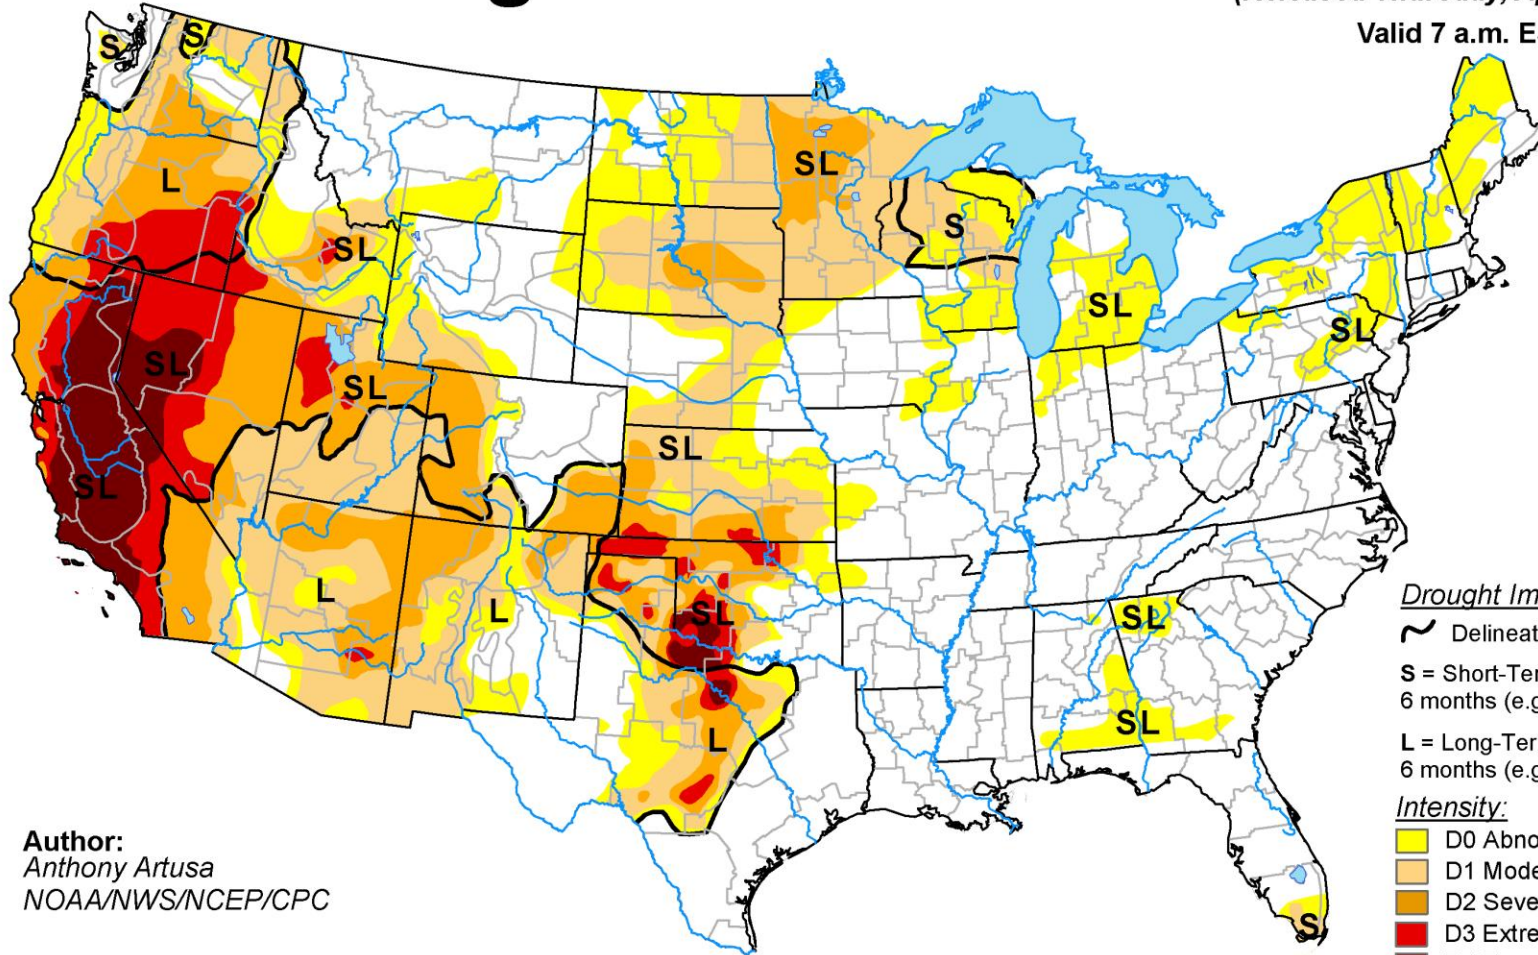 g
Valid 7 a.m. E
S
S
SL
L
S
SL
SL
SL
SL
SL
SL
SL
L
L
SL
SL
SL
L
S
Drought Im
Delineat
S = Short-Ter
6 months (e.g
L = Long-Ter
6 months (e.g
Intensity:
D0 Abno
D1 Mode
D2 Seve
D3 Extre
Author:
Anthony Artusa
NOAA/NWS/NCEP/CPC